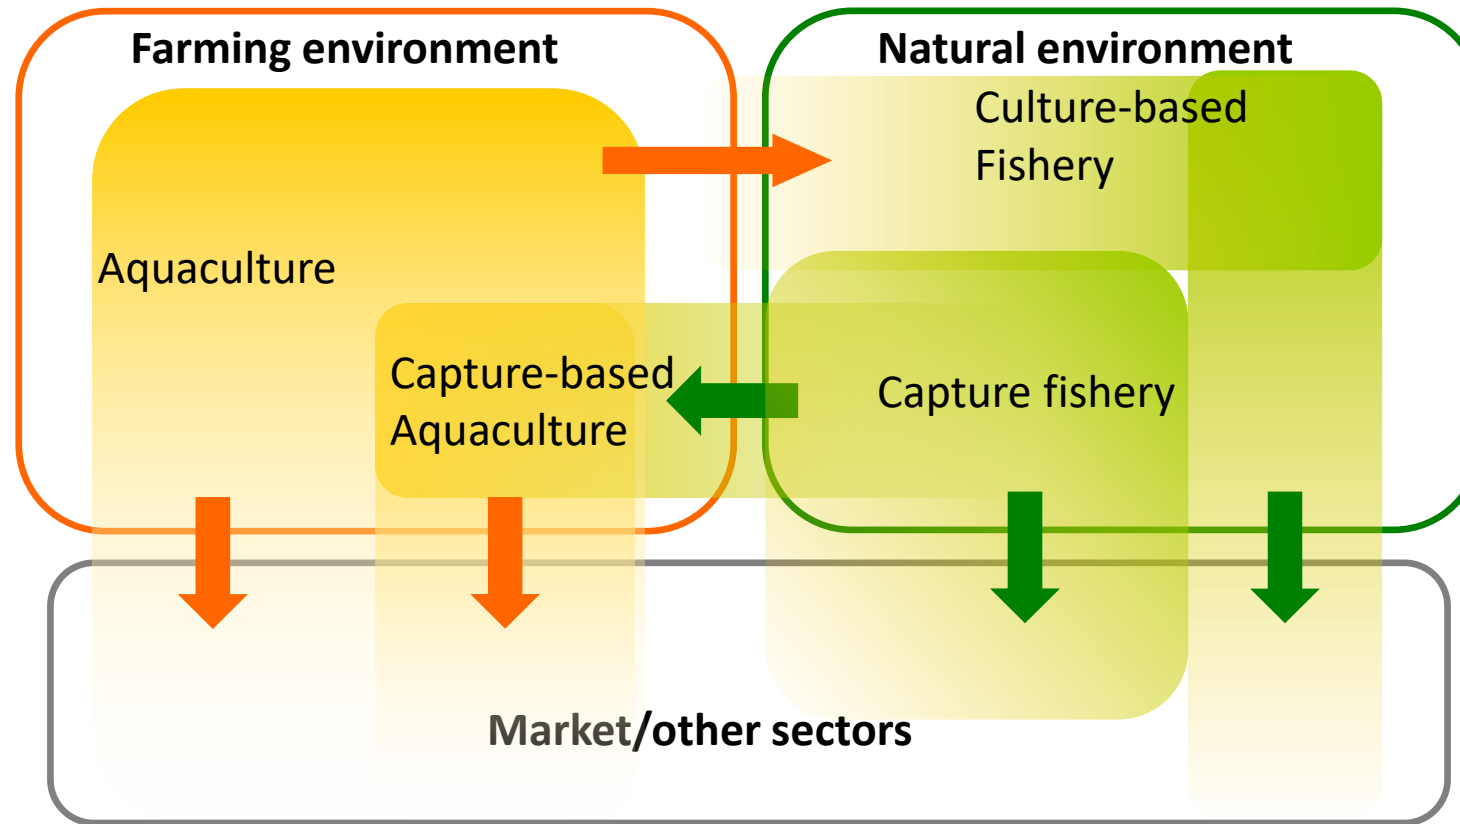 Farming environment
Natural environment
Culture-based
Fishery
Aquaculture
Capture-based
Aquaculture
Capture fishery
Market/other sectors